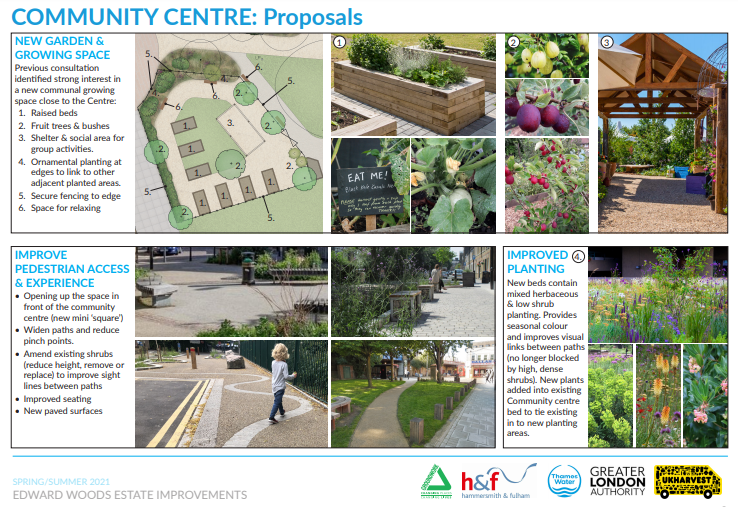 COMMUNITY CENTRE: Proposals
NEW GARDEN &
GROWING SPACE
Previous consultation
identified strong interest in
a new communal growing
space close to the Centre:
1. Raised beds
2. Fruit trees & bushes
3. Shelter & social area for
group activities.
4. Ornamental planting at
edges to link to other
adjacent planted areas.
5. Secure fencing to edge
6. Space for relaxing
5.
6.
5.
4.
6.
6.
2.
2.
3.
1.
1.
2.
2.
2.
1.
1.
1.
1.
1.
5.
2.
5.
1
2
3
EAT ME!
IMPROVE
PEDESTRIAN ACCESS
& EXPERIENCE
• Opening up the space in
front of the community
centre (new mini 'square')
• Widen paths and reduce
pinch points.
• Amend existing shrubs
(reduce height, remove or
replace) to improve sight
lines between paths
• Improved seating
• New paved surfaces
IMPROVED 4.
PLANTING
New beds contain
mixed herbaceous
& low shrub
planting. Provides
seasonal colour
and improves visual
links between paths
(no longer blocked
by high, dense
shrubs). New plants
added into existing
Community centre
bed to tie existing
in to new planting
areas.
SPRING/SUMMER 2021
EDWARD WOODS ESTATE IMPROVEMENTS
GROUNDWORK
h&f
hammersmith & fulham
Thames
Water
GREATER
LONDON
AUTHORITY
UKHARVEST